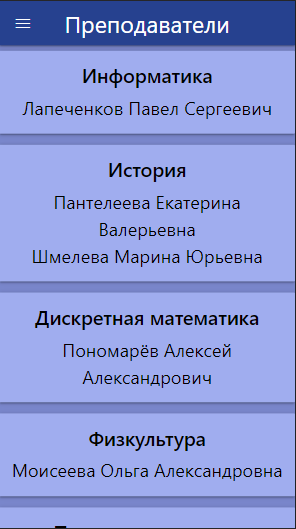 Преподаватели
Информатика
Лапеченков Павел Сергеевич
История
Пантелеева Екатерина
Валерьевна
Шмелева Марина Юрьевна
Дискретная математика
Пономарёв Алексей
Александрович
Физкультура
Моисеева Ольга Александровна